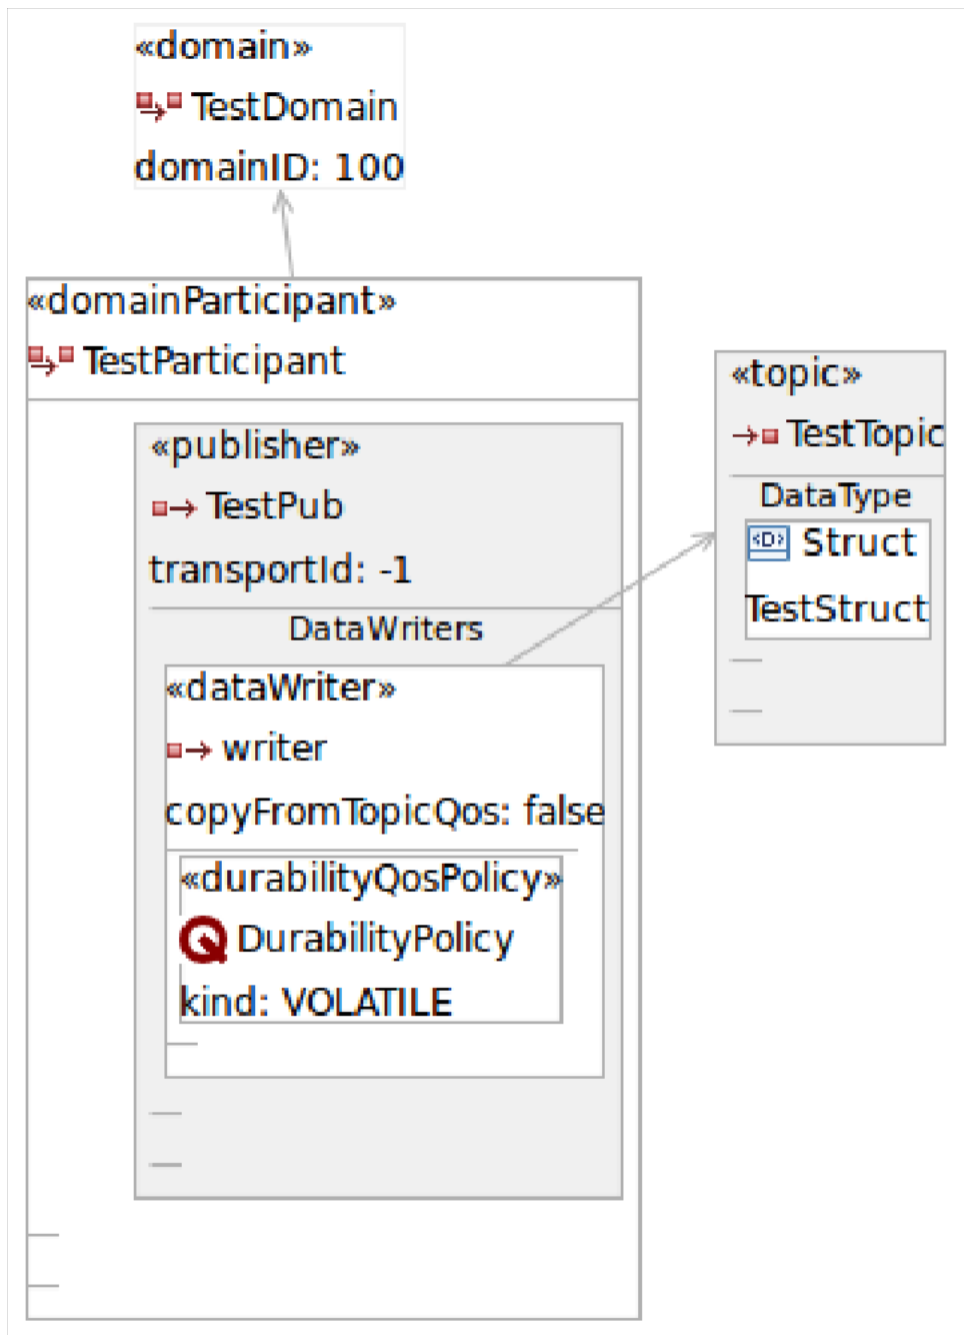 «domain»
TestDomain
domainID: 100
«domainParticipant»
TestParticipant
«publisher»
TestPub
transportId: -1
DataWriters
«dataWriter»
writer
copyFromTopicQos: false
«durabilityQosPolicy»
DurabilityPolicy
kind: VOLATILE
«topic»
TestTopic
DataType
<D> Struct
TestStruct